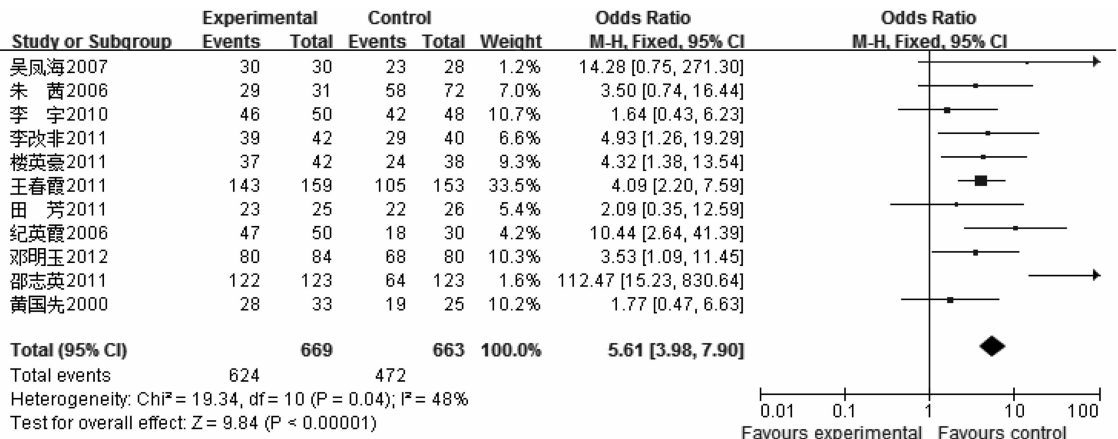 Experimental Control Odds Ratio Odds Ratio
Study or Subgroup Events Total Events Total Weight M-H, Fixed, 95% CI M-H, Fixed, 95% CI
吴凤海2007 30 30 23 28 1.2% 14.28 [0.75, 271.30]
朱 茜2006 29 31 58 72 7.0% 3.50 [0.74, 16.44]
李 宇2010 46 50 42 48 10.7% 1.64 [0.43, 6.23]
李改非2011 39 42 29 40 6.6% 4.93 [1.26, 19.29]
楼英豪2011 37 42 24 38 9.3% 4.32 [1.38, 13.54]
王春霞2011 143 159 105 153 33.5% 4.09 [2.20, 7.59]
田 芳2011 23 25 22 26 5.4% 2.09 [0.35, 12.59]
纪英霞2006 47 50 18 30 4.2% 10.44 [2.64, 41.39]
邓明玉2012 80 84 68 80 10.3% 3.53 [1.09, 11.45]
邵志英2011 122 123 64 123 1.6% 112.47 [15.23, 830.64]
黄国先2000 28 33 19 25 10.2% 1.77 [0.47, 6.63]
Total (95% CI) 669 663 100.0% 5.61 [3.98, 7.90]
Total events 624 472
Heterogeneity: Chi² = 19.34, df = 10 (P = 0.04); I² = 48%
Test for overall effect: Z = 9.84 (P < 0.00001)
0.01 0.1 1 10 100
Favours experimental Favours control